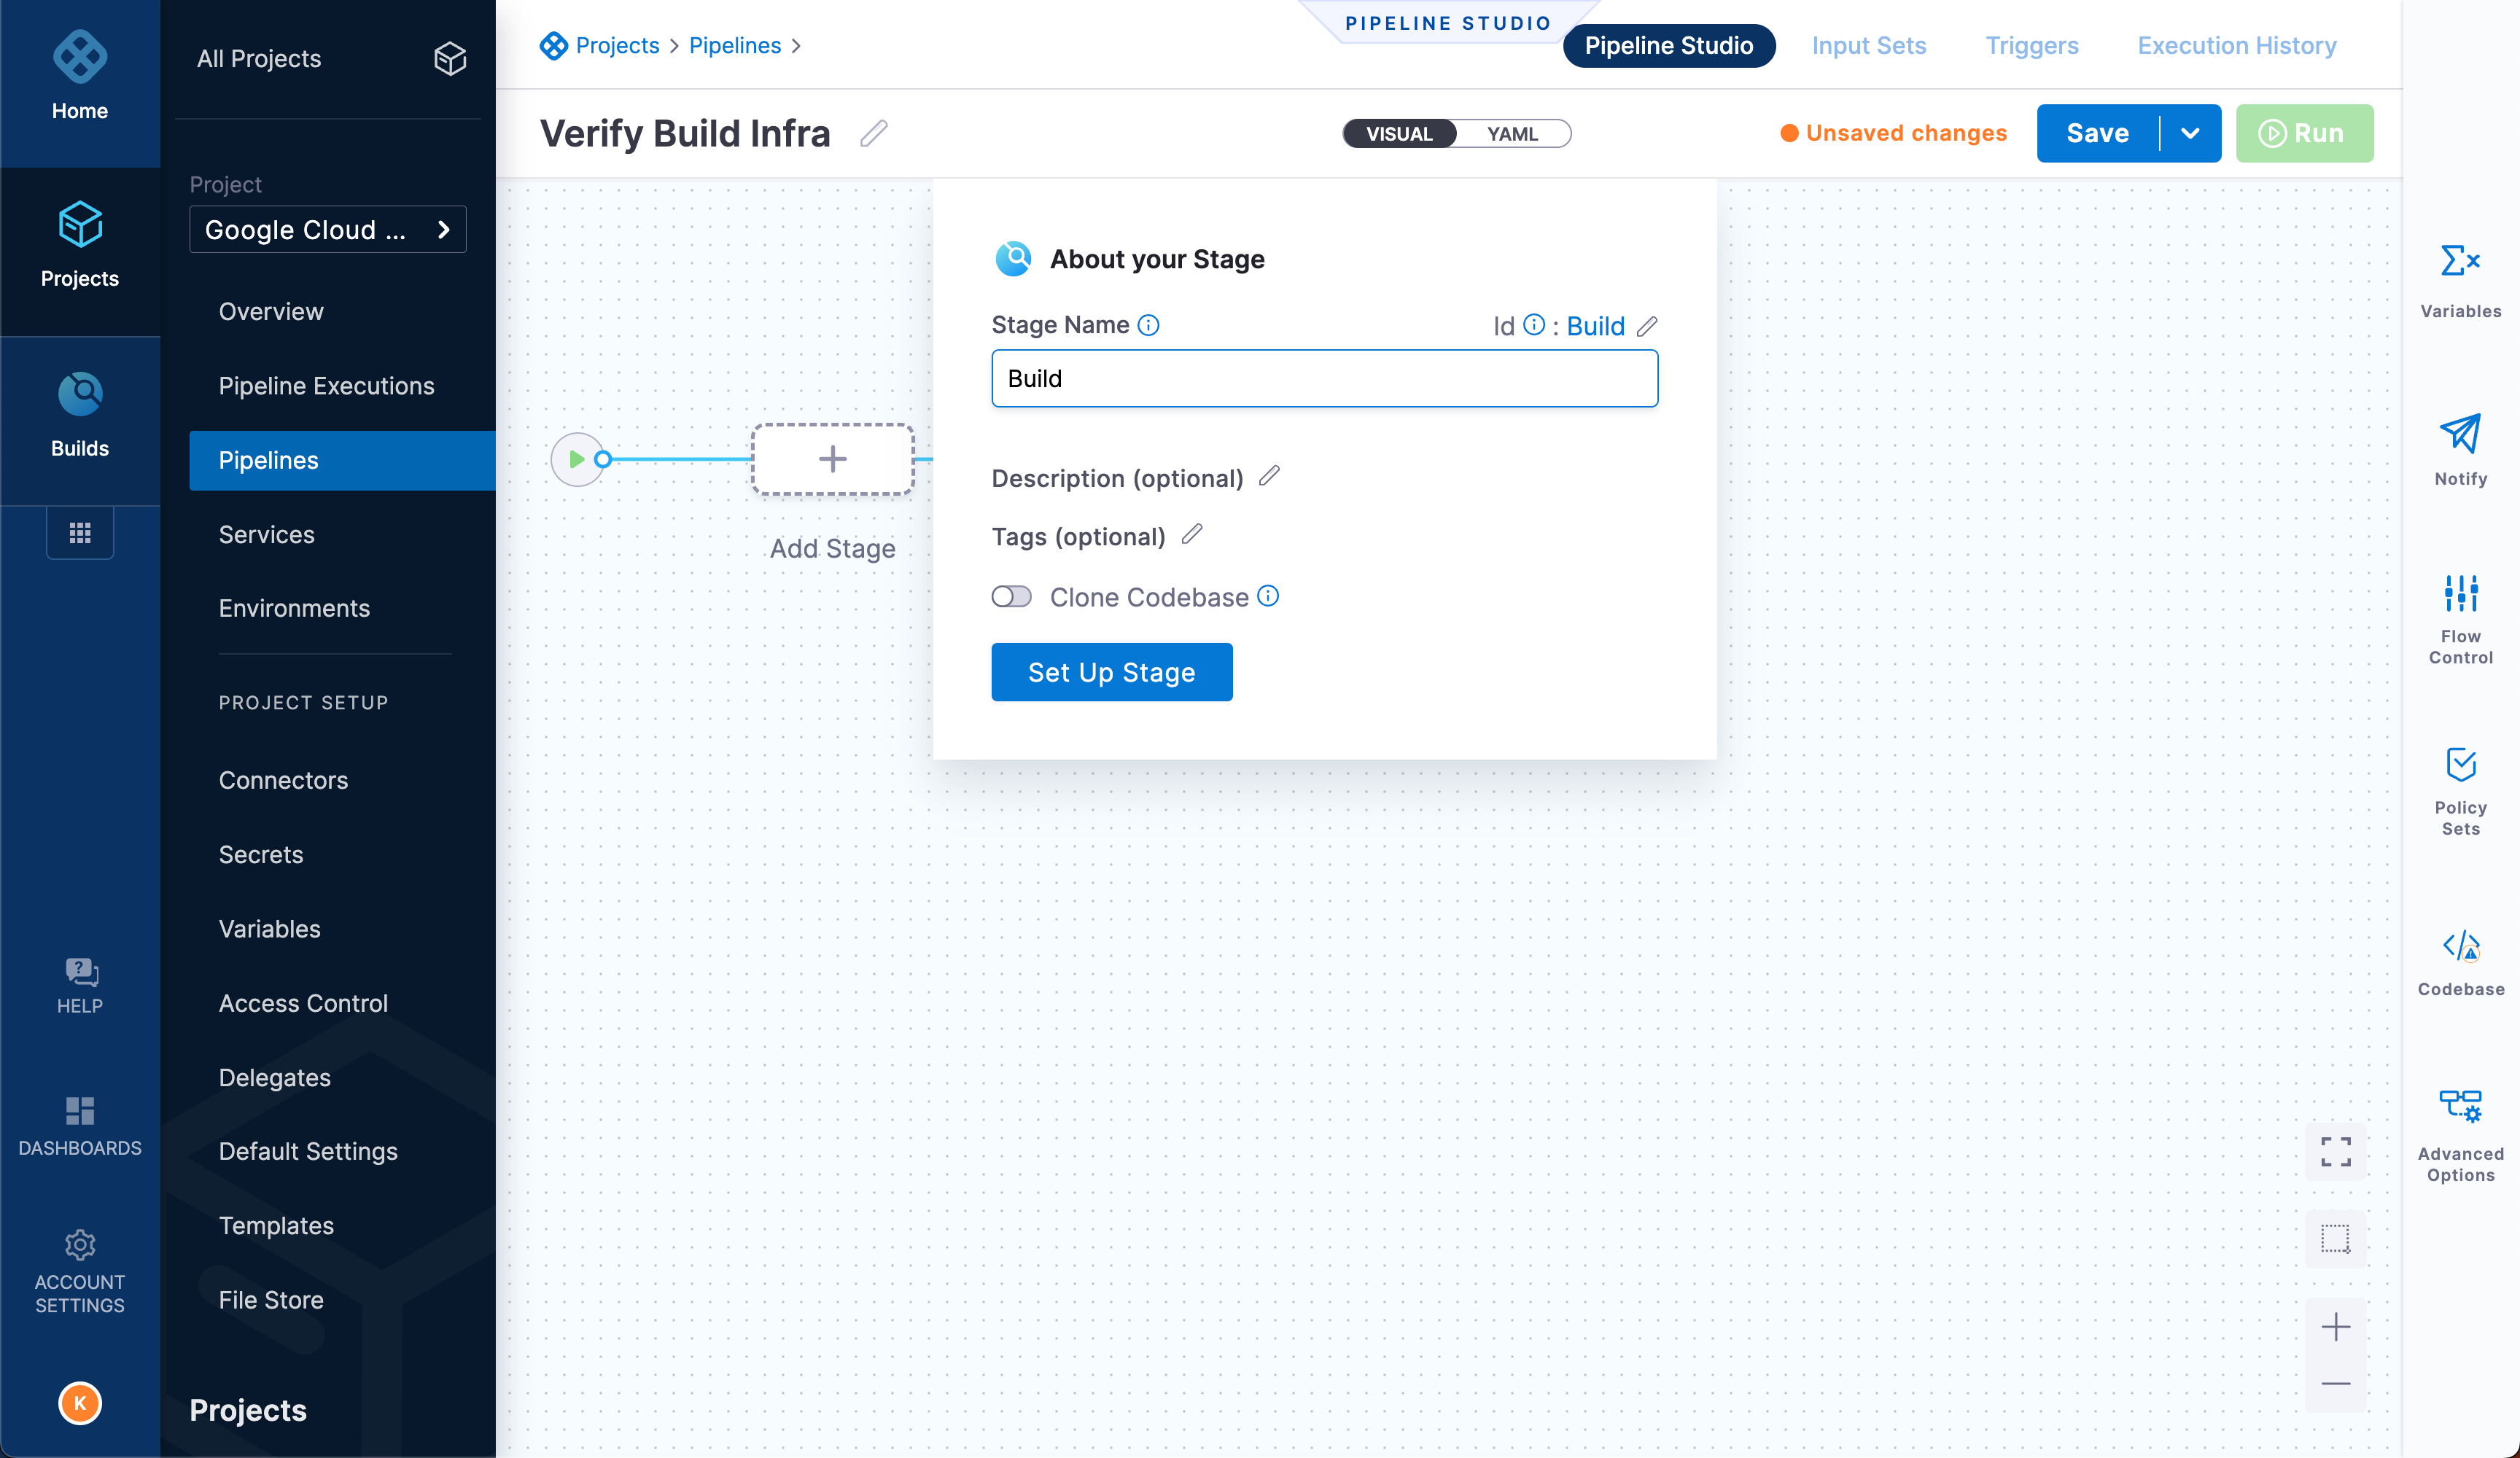 Home
Projects
Builds
HELP
DASHBOARDS
ACCOUNT
SETTINGS
K
All Projects
Project
Google Cloud ...
Overview
Pipeline Executions
Pipelines
Services
Environments
PROJECT SETUP
Connectors
Secrets
Variables
Access Control
Delegates
Default Settings
Templates
File Store
Projects
Projects > Pipelines >
PIPELINE STUDIO
Pipeline Studio
Input Sets
Triggers
Execution History
Verify Build Infra
VISUAL
YAML
Unsaved changes
Save
Run
Add Stage
About your Stage
Stage Name
Id : Build
Build
Description (optional)
Tags (optional)
Clone Codebase
Set Up Stage
Variables
Notify
Flow
Control
Policy
Sets
Codebase
Advanced
Options